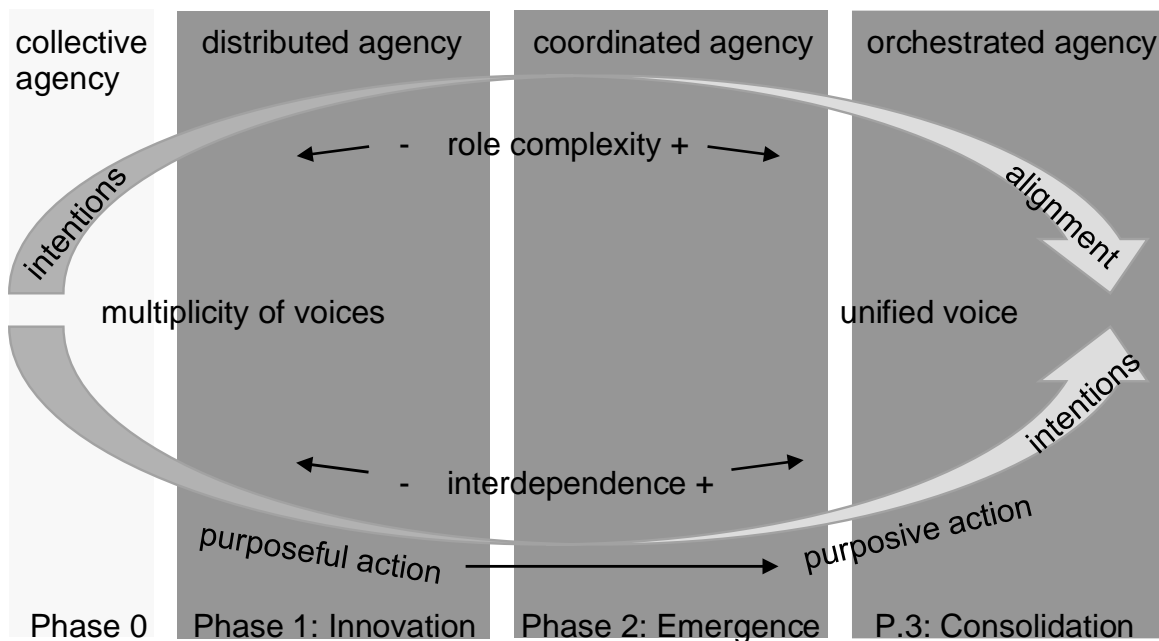 collective
agency
distributed agency
coordinated agency
orchestrated agency
- role complexity +
intentions
alignment
multiplicity of voices
unified voice
intentions
- interdependence +
purposeful action
purposive action
Phase 0
Phase 1: Innovation
Phase 2: Emergence
P.3: Consolidation